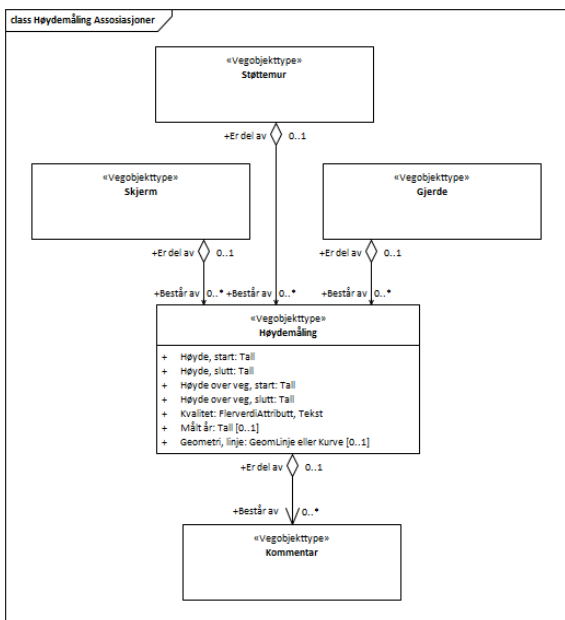 class Høydemåling Assosiasjoner
«Vegobjekttype»
Støttemur
+Er del av 0..1
«Vegobjekttype»
Skjerm
«Vegobjekttype»
Gjerde
+Er del av 0..1
+Er del av 0..1
+Består av 0..* +Består av 0..* +Består av 0..*
«Vegobjekttype»
Høydemåling
+ Høyde, start: Tall
+ Høyde, slutt: Tall
+ Høyde over veg, start: Tall
+ Høyde over veg, slutt: Tall
+ Kvalitet: FlerverdiAttributt, Tekst
+ Målt år: Tall [0..1]
+ Geometri, linje: GeomLinje eller Kurve [0..1]
+Er del av 0..1
+Består av 0..*
«Vegobjekttype»
Kommentar